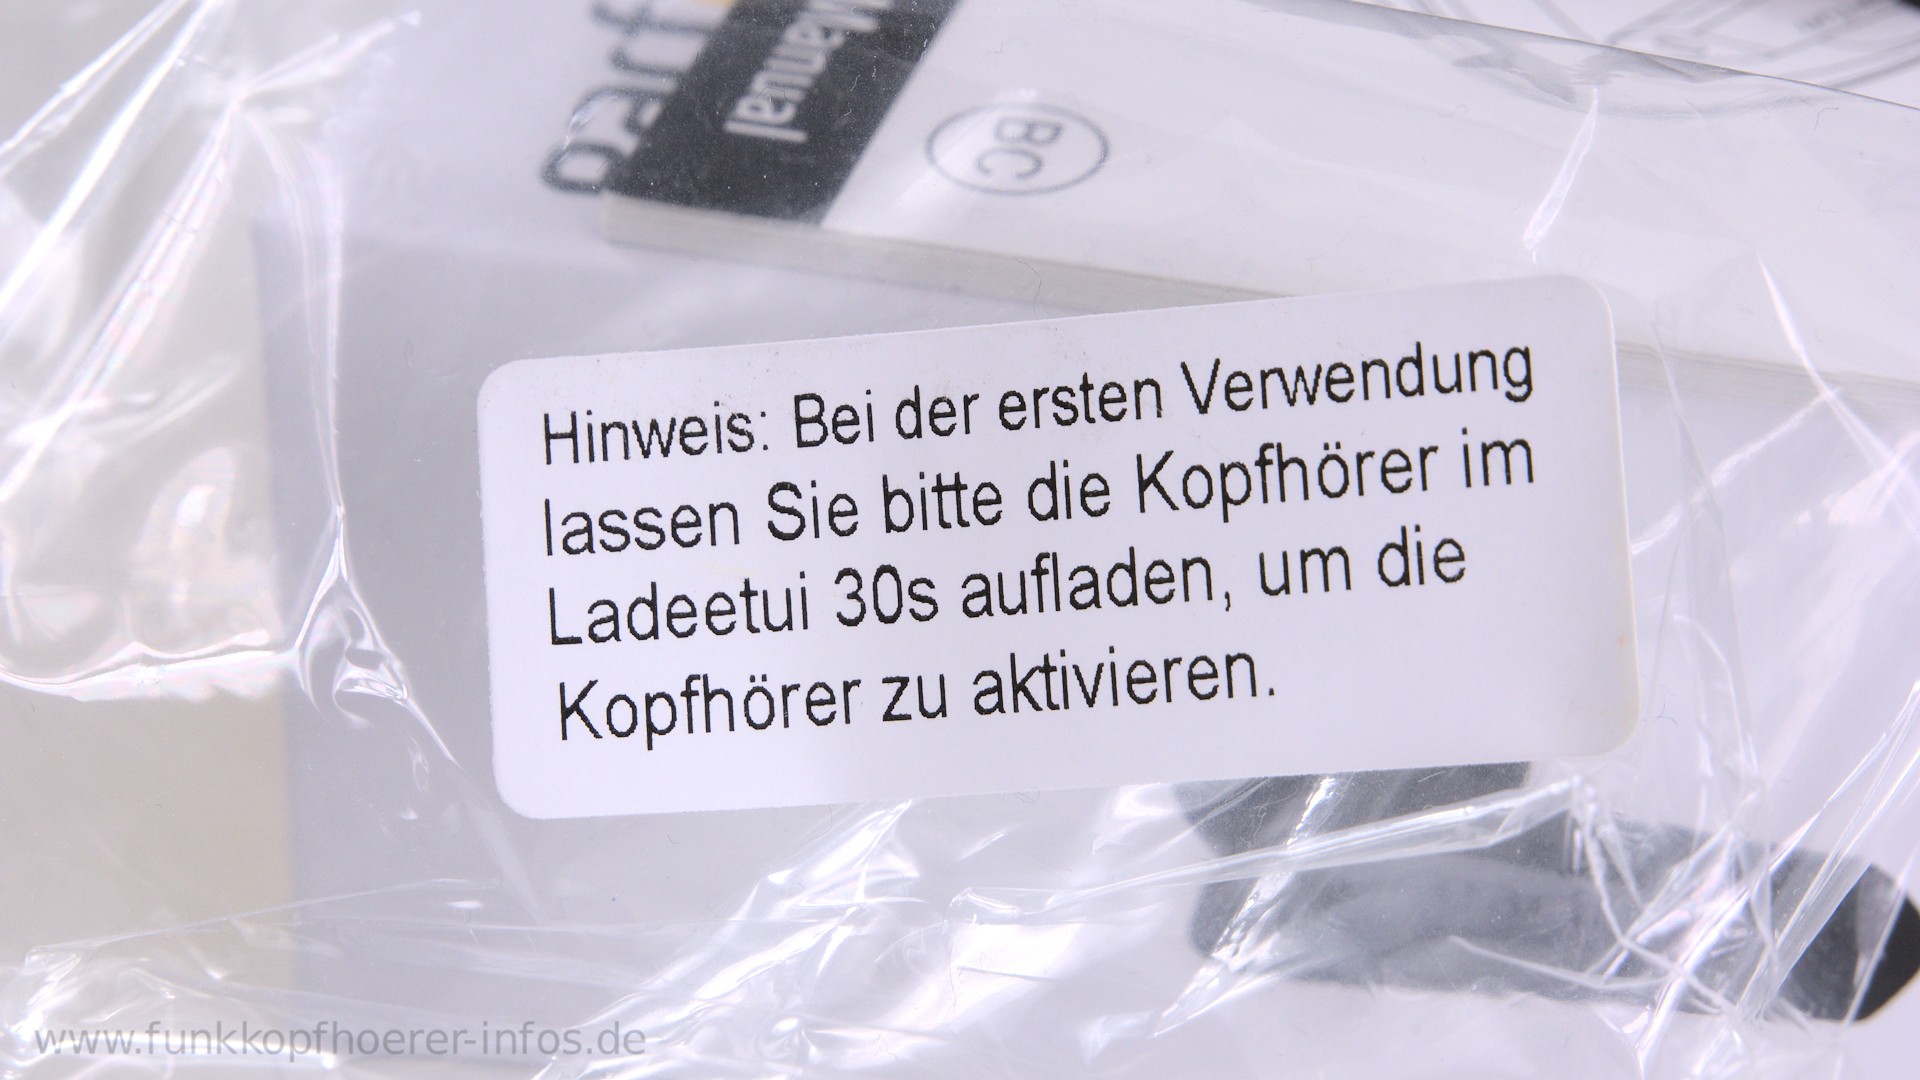 Manual
BC
Hinweis: Bei der ersten Verwendung
lassen Sie bitte die Kopfhörer im
Ladeetui 30s aufladen, um die
Kopfhörer zu aktivieren.
www.funkkopfhoerer-infos.de